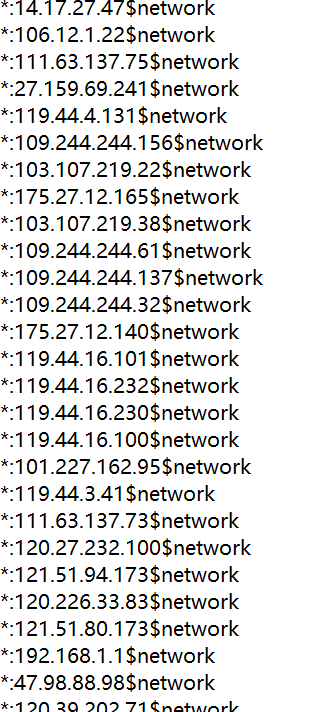 *:14.17.27.47$network
*:106.12.1.22$network
*:111.63.137.75$network
*:27.159.69.241$network
*:119.44.4.131$network
*:109.244.244.156$network
*:103.107.219.22$network
*:175.27.12.165$network
*:103.107.219.38$network
*:109.244.244.61$network
*:109.244.244.137$network
*:109.244.244.32$network
*:175.27.12.140$network
*:119.44.16.101$network
*:119.44.16.232$network
*:119.44.16.230$network
*:119.44.16.100$network
*:101.227.162.95$network
*:119.44.3.41$network
*:111.63.137.73$network
*:120.27.232.100$network
*:121.51.94.173$network
*:120.226.33.83$network
*:121.51.80.173$network
*:192.168.1.1$network
*:47.98.88.98$network
*:120.39.202.71$network